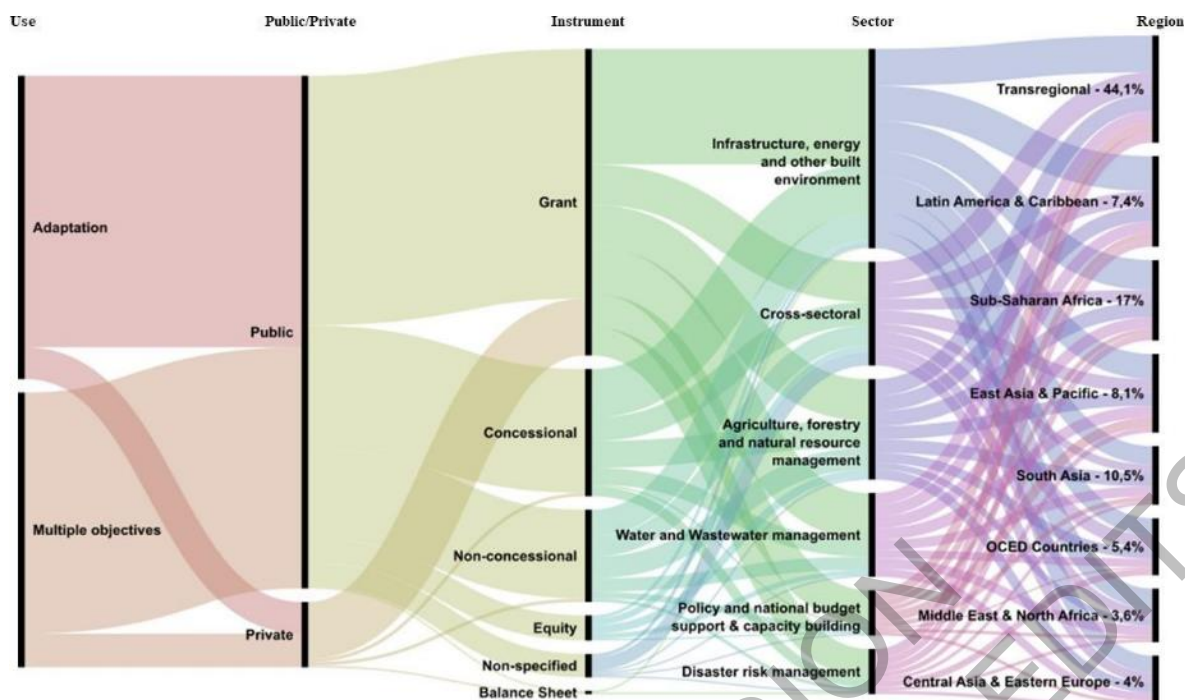 Use
Public/Private
Instrument
Sector
Region
Adaptation
Multiple objectives
Public
Private
Grant
Concessional
Non-concessional
Equity
Non-specified
Balance Sheet
Infrastructure, energy
and other built
environment
Cross-sectoral
Agriculture, forestry
and natural resource
management
Water and Wastewater management
Policy and national budget
support & capacity building
Disaster risk management
Transregional - 44,1%
Latin America & Caribbean - 7,4%
Sub-Saharan Africa - 17%
East Asia & Pacific - 8,1%
South Asia - 10,5%
OCED Countries - 5,4%
Middle East & North Africa - 3,6%
Central Asia & Eastern Europe - 4%